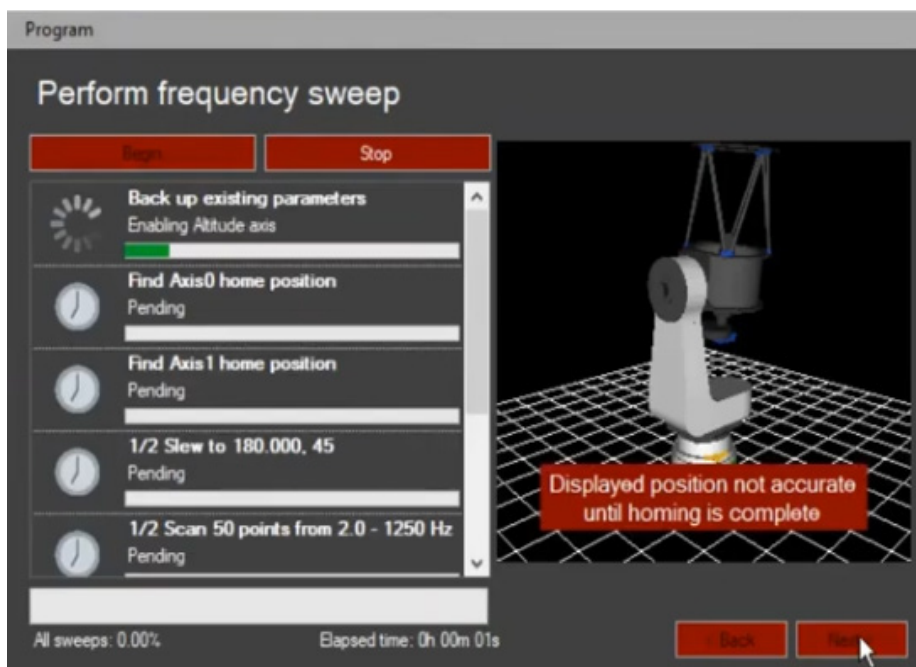 Program
Perform frequency sweep
Begin
Stop
Back up existing parameters
Enabling Altitude axis
Find Axis0 home position
Pending
Find Axis1 home position
Pending
1/2 Slew to 180.000, 45
Pending
1/2 Scan 50 points from 2.0 - 1250 Hz
Pending
Displayed position not accurate
until homing is complete
All sweeps: 0.00%
Elapsed time: 0h 00m 01s
< Back
Next >